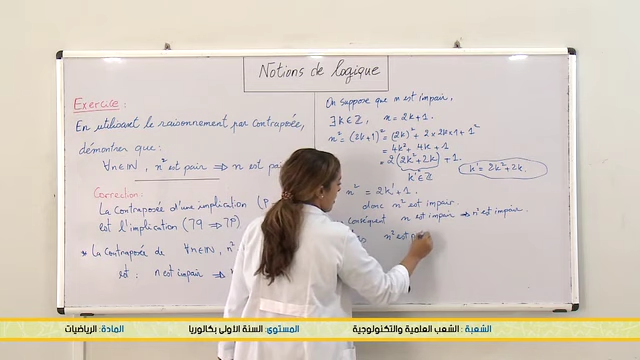 Notions de logique
Exercice :
En utilisant le raisonnement par contraposée,
démontrer que :
∀n∈ℕ, n² est pair ⇒ n est pai
Correction :
La contraposée d'une implication (P
est l'implication (¬Q ⇒ ¬P)
* La contraposée de ∀n∈ℕ, n²
est : n est impair ⇒
On suppose que n est impair,
∃k∈ℤ, n = 2k+1.
n² = (2k+1)² = (2k)² + 2×2k×1+1²
= 4k² + 4k + 1
= 2(2k²+2k) + 1.
k'∈ℤ
k' = 2k²+2k.
n² = 2k'+1.
donc n² est impair.
Conséquent n est impair ⇒ n² est impair.
n² est pai
الشعبة: الشعب العلمية والتكنولوجية
المستوى: السنة الأولى بكالوريا
المادة: الرياضيات